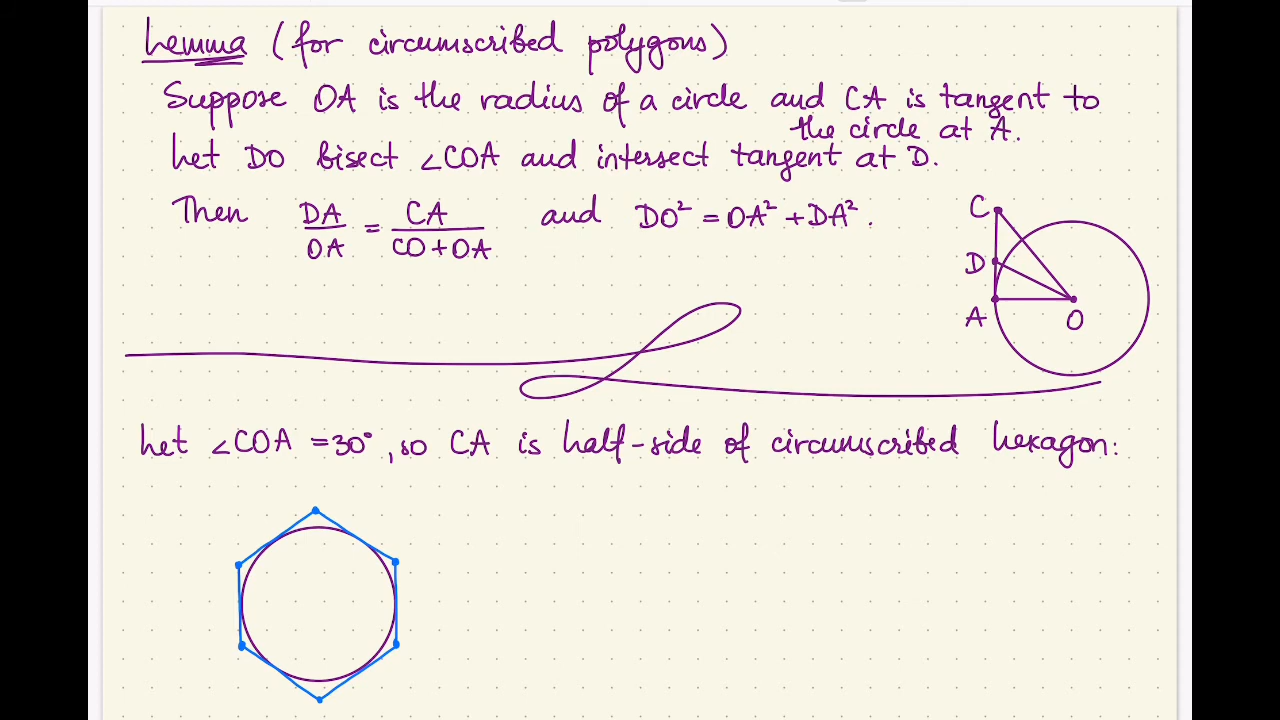 Lemma (for circumscribed polygons)
Suppose OA is the radius of a circle and CA is tangent to
the circle at A.
Let DO bisect ∠COA and intersect tangent at D.
Then DA/OA = CA/(CO+OA) and DO² = OA² + DA².
C
D
A
O
Let ∠COA = 30°, so CA is half-side of circumscribed hexagon: